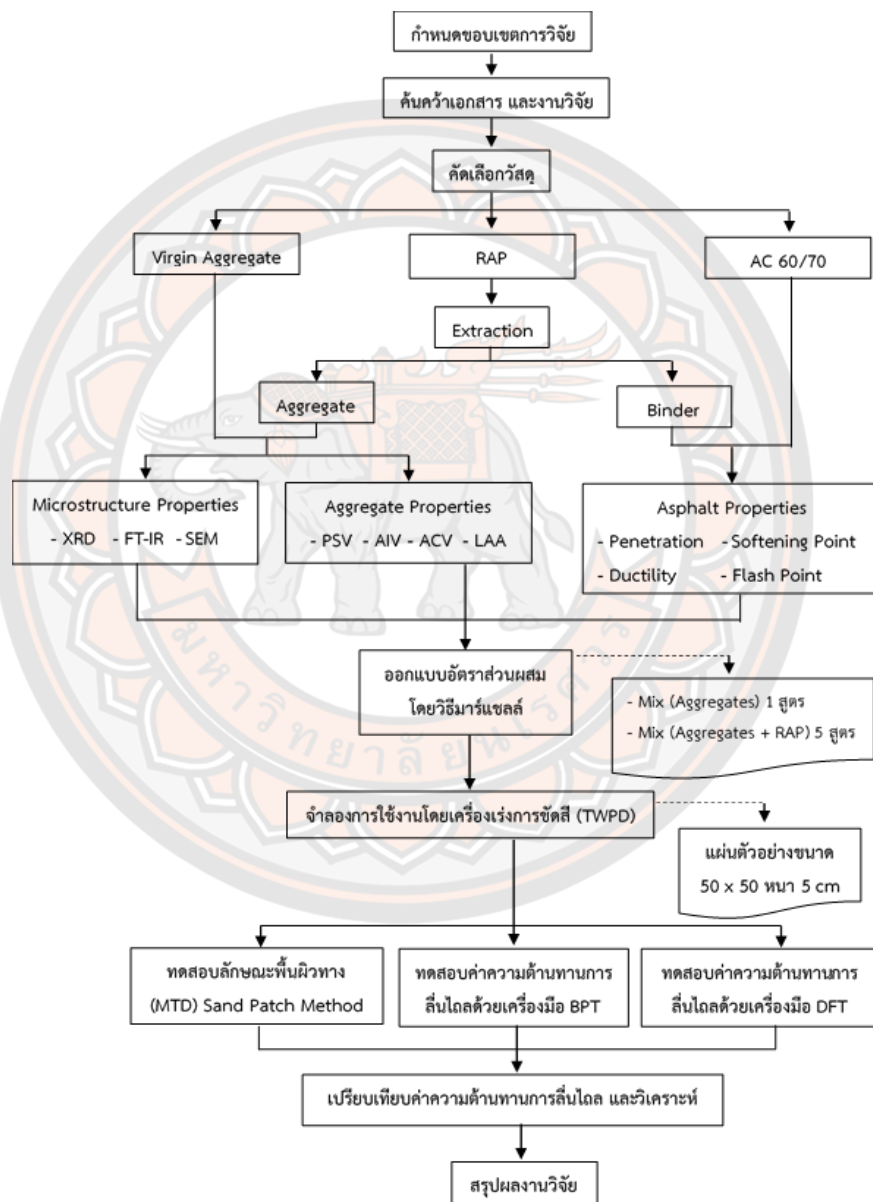 กำหนดขอบเขตการวิจัย
ค้นคว้าเอกสาร และงานวิจัย
คัดเลือกวัสดุ
Virgin Aggregate
RAP
AC 60/70
Extraction
Aggregate
Binder
Microstructure Properties
- XRD - FT-IR - SEM
Aggregate Properties
- PSV - AIV - ACV - LAA
Asphalt Properties
- Penetration - Softening Point
- Ductility - Flash Point
ออกแบบอัตราส่วนผสม
โดยวิธีมาร์แชลล์
- Mix (Aggregates) 1 สูตร
- Mix (Aggregates + RAP) 5 สูตร
จำลองการใช้งานโดยเครื่องเร่งการขัดสี (TWPD)
แผ่นตัวอย่างขนาด
50 x 50 หนา 5 cm
ทดสอบลักษณะพื้นผิวทาง
(MTD) Sand Patch Method
ทดสอบค่าความต้านทานการ
ลื่นไถลด้วยเครื่องมือ BPT
ทดสอบค่าความต้านทานการ
ลื่นไถลด้วยเครื่องมือ DFT
เปรียบเทียบค่าความต้านทานการลื่นไถล และวิเคราะห์
สรุปผลงานวิจัย
มหาวิทยาลัยนเรศวร